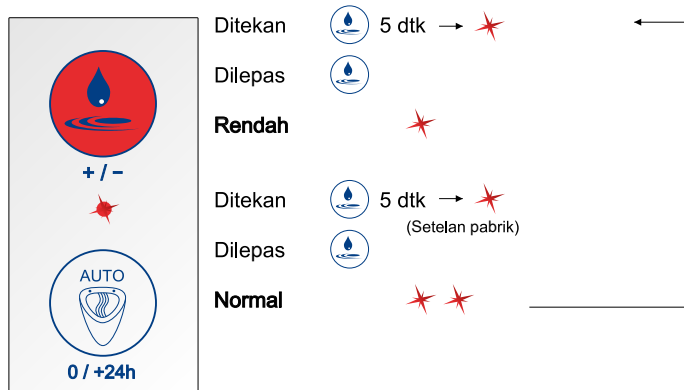 Ditekan 5 dtk
Dilepas
Rendah
+ / −
Ditekan 5 dtk
(Setelan pabrik)
Dilepas
AUTO
Normal
0 / +24h